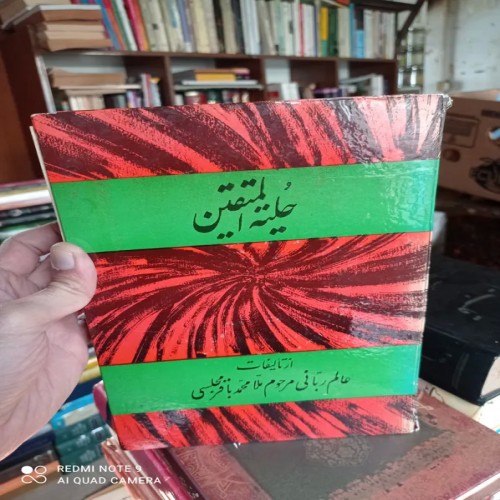 حلیة المتقین
از تالیفات
عالم ربانی مرحوم ملا محمد باقر مجلسی
REDMI NOTE 9
AI QUAD CAMERA